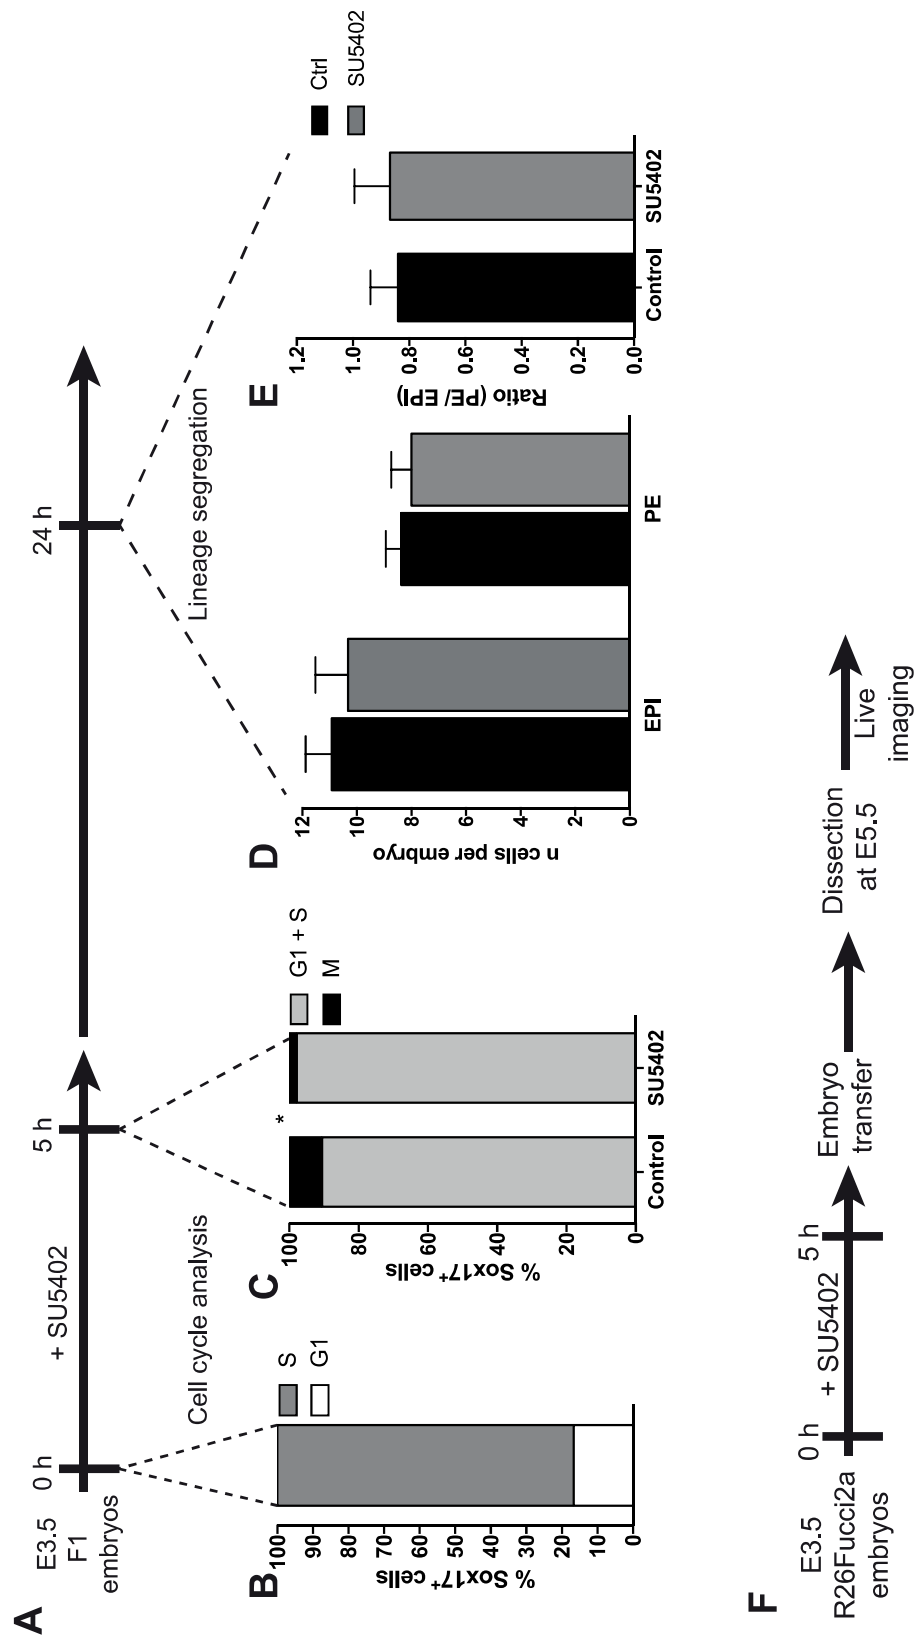 A
E3.5
F1
embryos
0 h
+ SU5402
5 h
24 h
Cell cycle analysis
Lineage segregation
B
% Sox17+ cells
100
90
80
70
60
50
40
30
20
10
0
S
G1
C
% Sox17+ cells
100
80
60
40
20
0
*
Control
SU5402
G1 + S
M
D
n cells per embryo
12
10
8
6
4
2
0
EPI
PE
E
Ratio (PE/ EPI)
1.2
1.0
0.8
0.6
0.4
0.2
0.0
Control
SU5402
Ctrl
SU5402
F
E3.5
R26Fucci2a
embryos
0 h
+ SU5402
5 h
Embryo
transfer
Dissection
at E5.5
Live
imaging